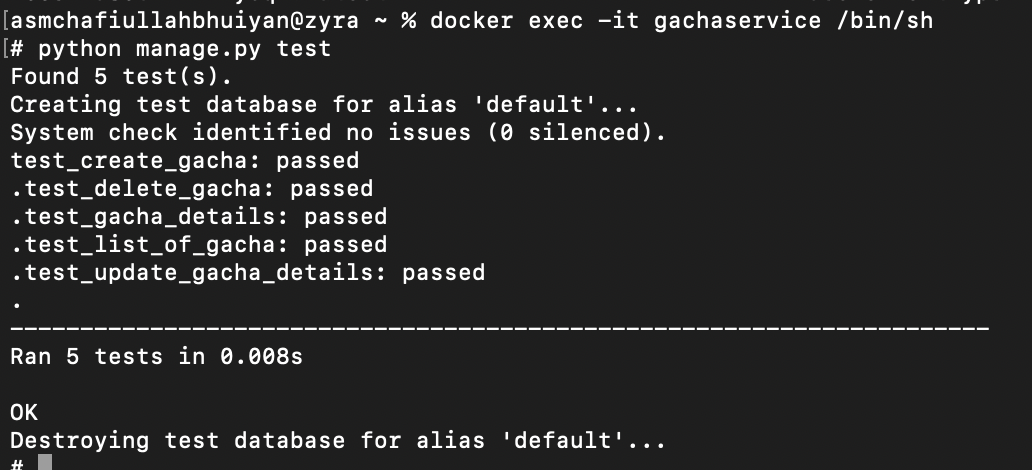 [asmchafiullahbhuiyan@zyra ~ % docker exec -it gachaservice /bin/sh
[# python manage.py test
Found 5 test(s).
Creating test database for alias 'default'...
System check identified no issues (0 silenced).
test_create_gacha: passed
.test_delete_gacha: passed
.test_gacha_details: passed
.test_list_of_gacha: passed
.test_update_gacha_details: passed
.
----------------------------------------------------------------------
Ran 5 tests in 0.008s
OK
Destroying test database for alias 'default'...
#